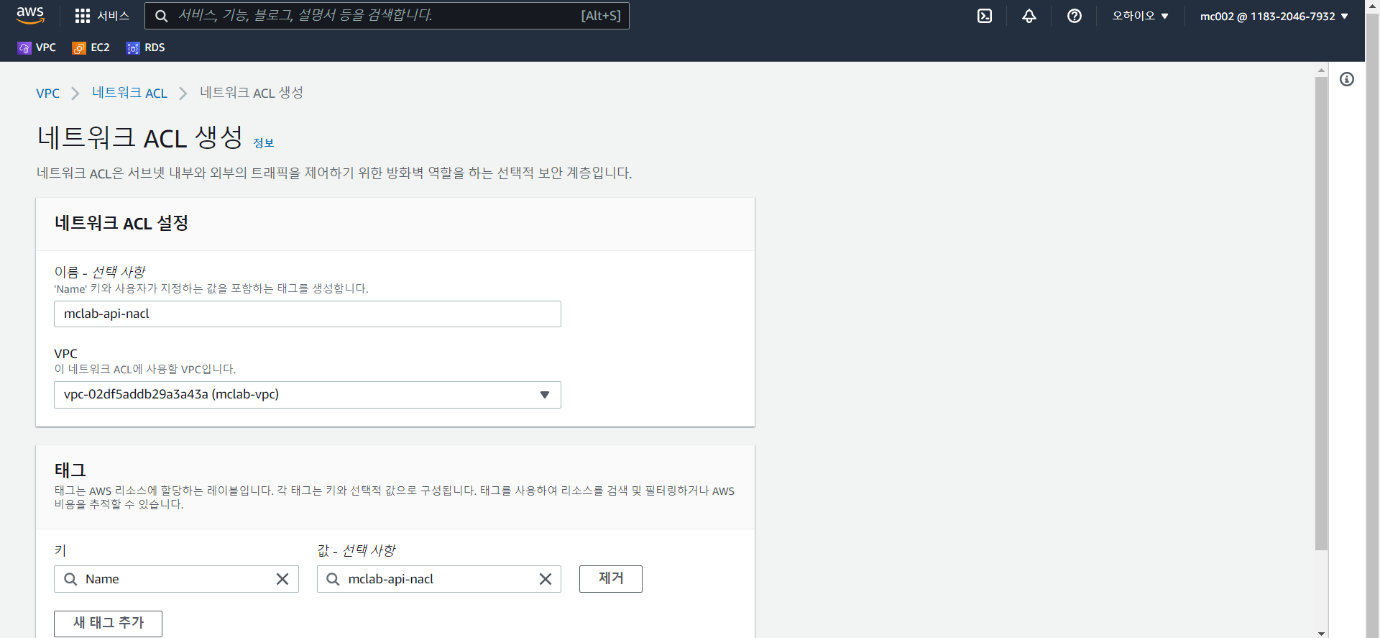 aws
서비스
서비스, 기능, 블로그, 설명서 등을 검색합니다.
[Alt+S]
오하이오 ▼
mc002 @ 1183-2046-7932 ▼
VPC
EC2
RDS
VPC > 네트워크 ACL > 네트워크 ACL 생성
네트워크 ACL 생성 정보
네트워크 ACL은 서브넷 내부와 외부의 트래픽을 제어하기 위한 방화벽 역할을 하는 선택적 보안 계층입니다.
네트워크 ACL 설정
이름 - 선택 사항
'Name' 키와 사용자가 지정하는 값을 포함하는 태그를 생성합니다.
mclab-api-nacl
VPC
이 네트워크 ACL에 사용할 VPC입니다.
vpc-02df5addb29a3a43a (mclab-vpc)
태그
태그는 AWS 리소스에 할당하는 레이블입니다. 각 태그는 키와 선택적 값으로 구성됩니다. 태그를 사용하여 리소스를 검색 및 필터링하거나 AWS
비용을 추적할 수 있습니다.
키
값 - 선택 사항
Name
mclab-api-nacl
제거
새 태그 추가